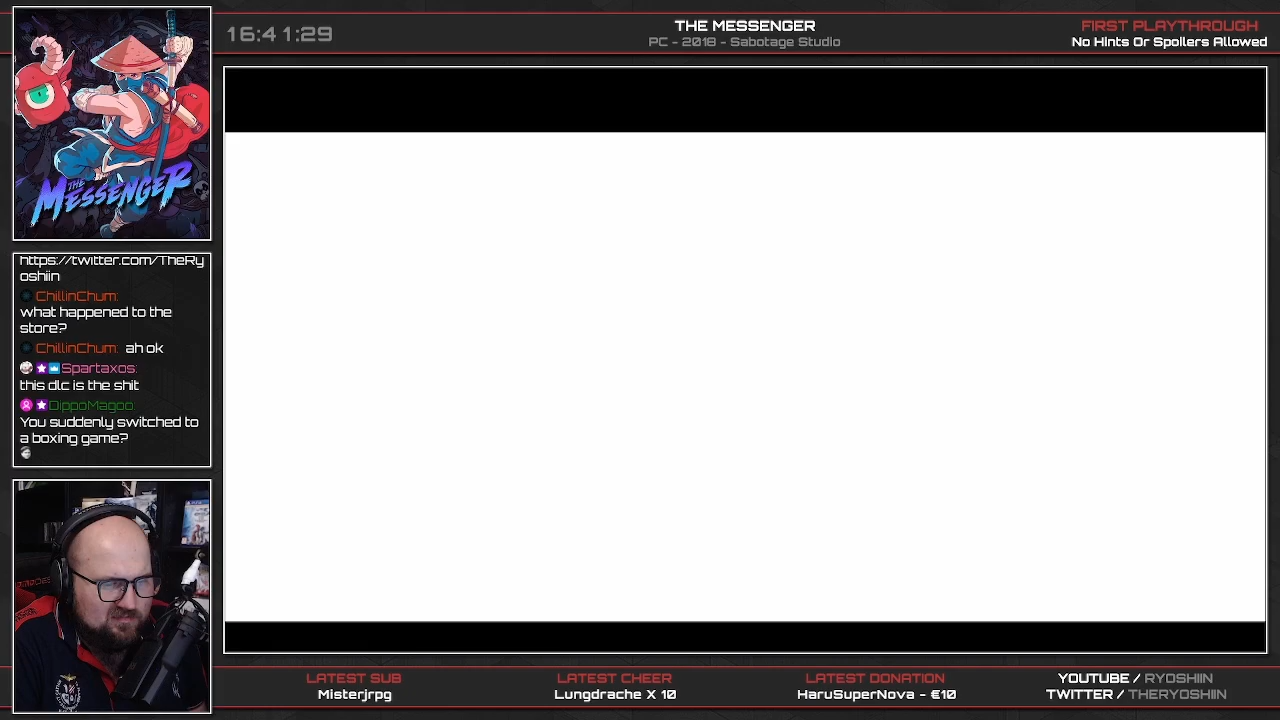 16:41:29
THE MESSENGER
PC - 2018 - Sabotage Studio
FIRST PLAYTHROUGH
No Hints Or Spoilers Allowed
THE
MESSENGER
https://twitter.com/TheRy
oshiin
ChillinChum:
what happened to the
store?
ChillinChum: ah ok
Spartaxos:
this dlc is the shit
DippoMagoo:
You suddenly switched to
a boxing game?
LATEST SUB
Misterjrpg
LATEST CHEER
Lungdrache X 10
LATEST DONATION
HaruSuperNova - €10
YOUTUBE / RYOSHIIN
TWITTER / THERYOSHIIN